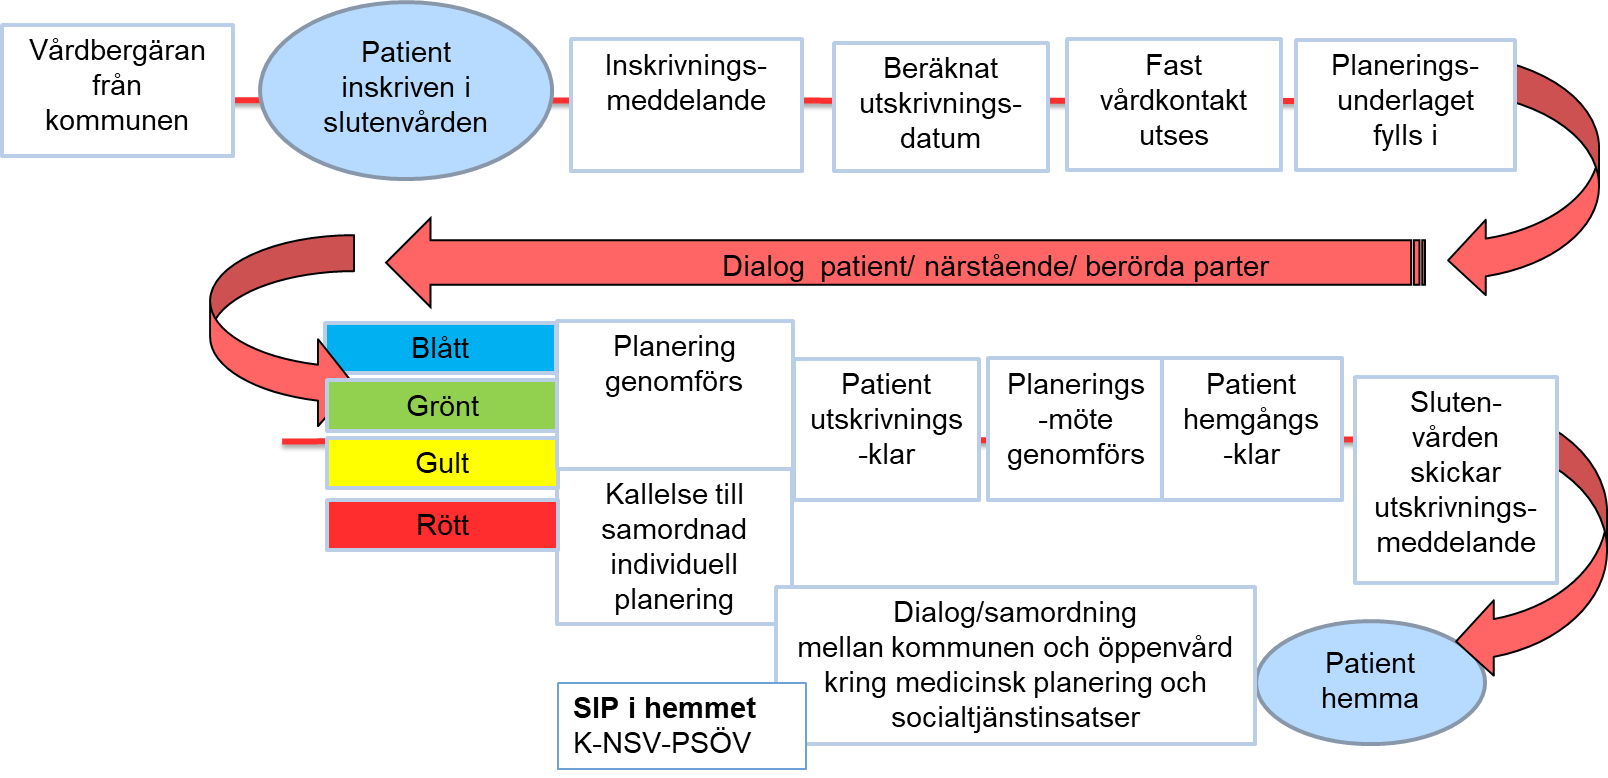 Vårdbergäran
från
kommunen
Patient
inskriven i
slutenvården
Inskrivnings-
meddelande
Beräknat
utskrivnings-
datum
Fast
vårdkontakt
utses
Planerings-
underlaget
fylls i
Dialog  patient/ närstående/ berörda parter
Blått
Grönt
Gult
Rött
Planering
genomförs
Kallelse till
samordnad
individuell
planering
Patient
utskrivnings
-klar
Planerings
-möte
genomförs
Patient
hemgångs
-klar
Sluten-
vården
skickar
utskrivnings-
meddelande
Dialog/samordning
mellan kommunen och öppenvård
kring medicinsk planering och
socialtjänstinsatser
SIP i hemmet
K-NSV-PSÖV
Patient
hemma